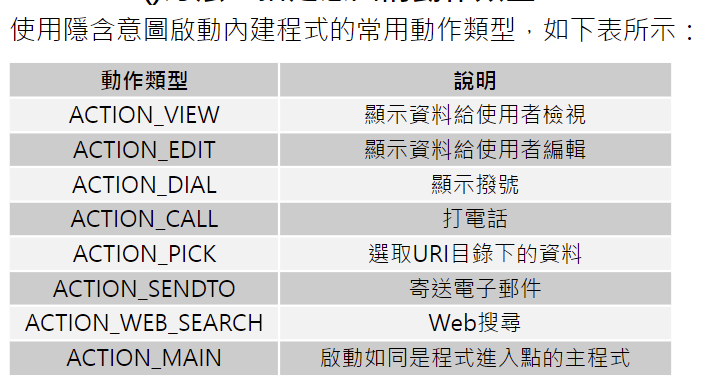 使用隱含意圖啟動內建程式的常用動作類型，如下表所示：
動作類型 說明
ACTION_VIEW 顯示資料給使用者檢視
ACTION_EDIT 顯示資料給使用者編輯
ACTION_DIAL 顯示撥號
ACTION_CALL 打電話
ACTION_PICK 選取URI目錄下的資料
ACTION_SENDTO 寄送電子郵件
ACTION_WEB_SEARCH Web搜尋
ACTION_MAIN 啟動如同是程式進入點的主程式